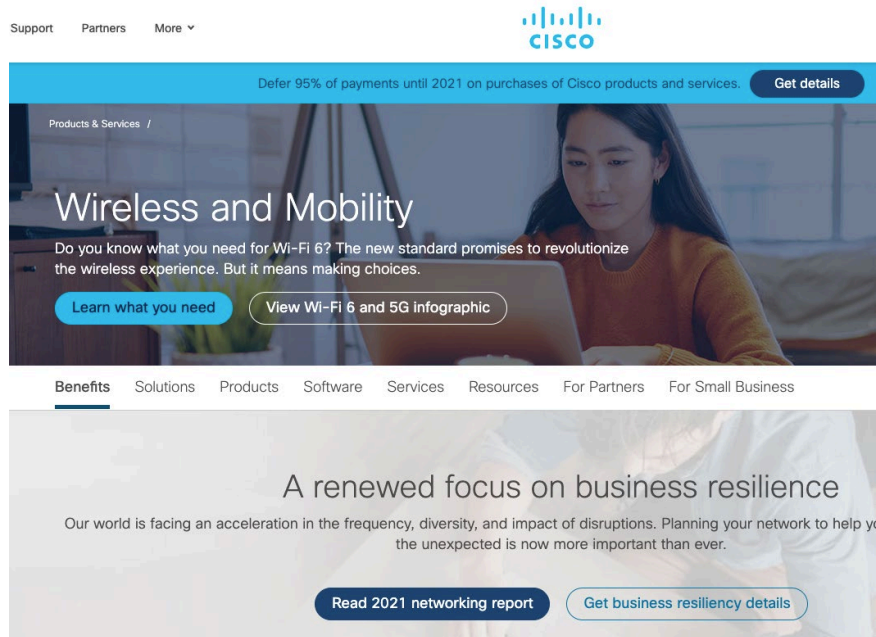 Support Partners More
CISCO
Defer 95% of payments until 2021 on purchases of Cisco products and services. Get details
Products & Services /
Wireless and Mobility
Do you know what you need for Wi-Fi 6? The new standard promises to revolutionize
the wireless experience. But it means making choices.
Learn what you need View Wi-Fi 6 and 5G infographic
Benefits Solutions Products Software Services Resources For Partners For Small Business
A renewed focus on business resilience
Our world is facing an acceleration in the frequency, diversity, and impact of disruptions. Planning your network to help
the unexpected is now more important than ever.
Read 2021 networking report Get business resiliency details